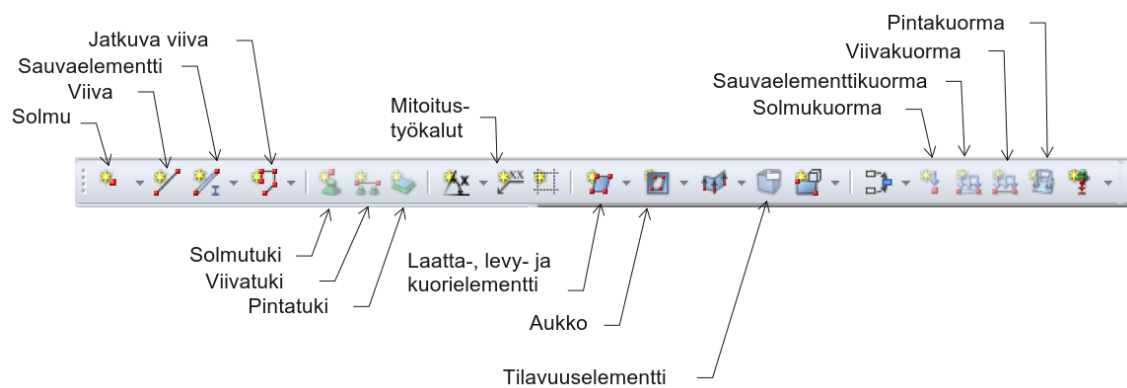 Pintakuorma
Jatkuva viiva
Viivakuorma
Sauvaelementti
Sauvaelementtikuorma
Viiva
Mitoitus-
työkalut
Solmukuorma
Solmu
X
XX
I
Solmutuki
Laatta-, levy- ja
kuorielementti
Viivatuki
Pintatuki
Aukko
Tilavuuselementti